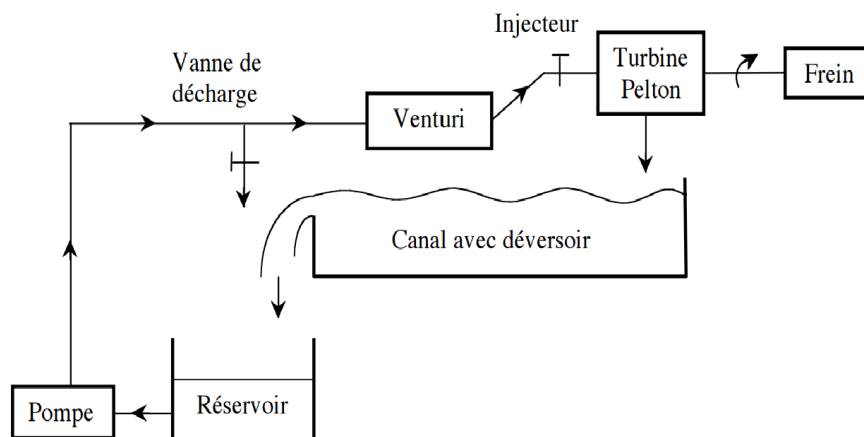 Injecteur
Vanne de
décharge
Venturi
Turbine
Pelton
Frein
Canal avec déversoir
Pompe
Réservoir